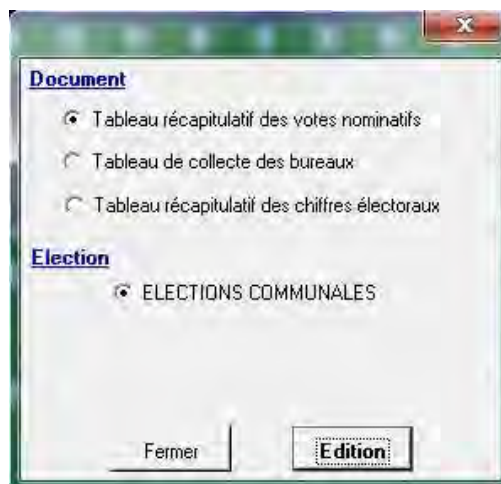 Document
Tableau récapitulatif des votes nominatifs
Tableau de collecte des bureaux
Tableau récapitulatif des chiffres électoraux
Election
ELECTIONS COMMUNALES
Fermer
Edition